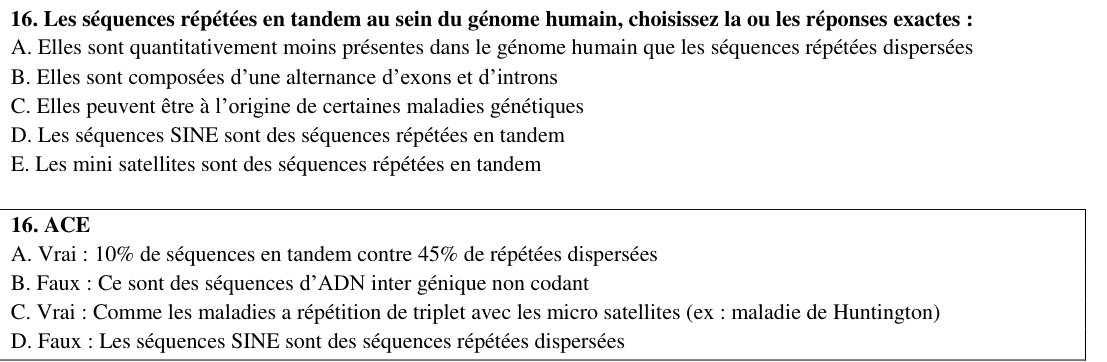 16. Les séquences répétées en tandem au sein du génome humain, choisissez la ou les réponses exactes :
A. Elles sont quantitativement moins présentes dans le génome humain que les séquences répétées dispersées
B. Elles sont composées d'une alternance d'exons et d'introns
C. Elles peuvent être à l'origine de certaines maladies génétiques
D. Les séquences SINE sont des séquences répétées en tandem
E. Les mini satellites sont des séquences répétées en tandem
16. ACE
A. Vrai : 10% de séquences en tandem contre 45% de répétées dispersées
B. Faux : Ce sont des séquences d'ADN inter génique non codant
C. Vrai : Comme les maladies a répétition de triplet avec les micro satellites (ex : maladie de Huntington)
D. Faux : Les séquences SINE sont des séquences répétées dispersées